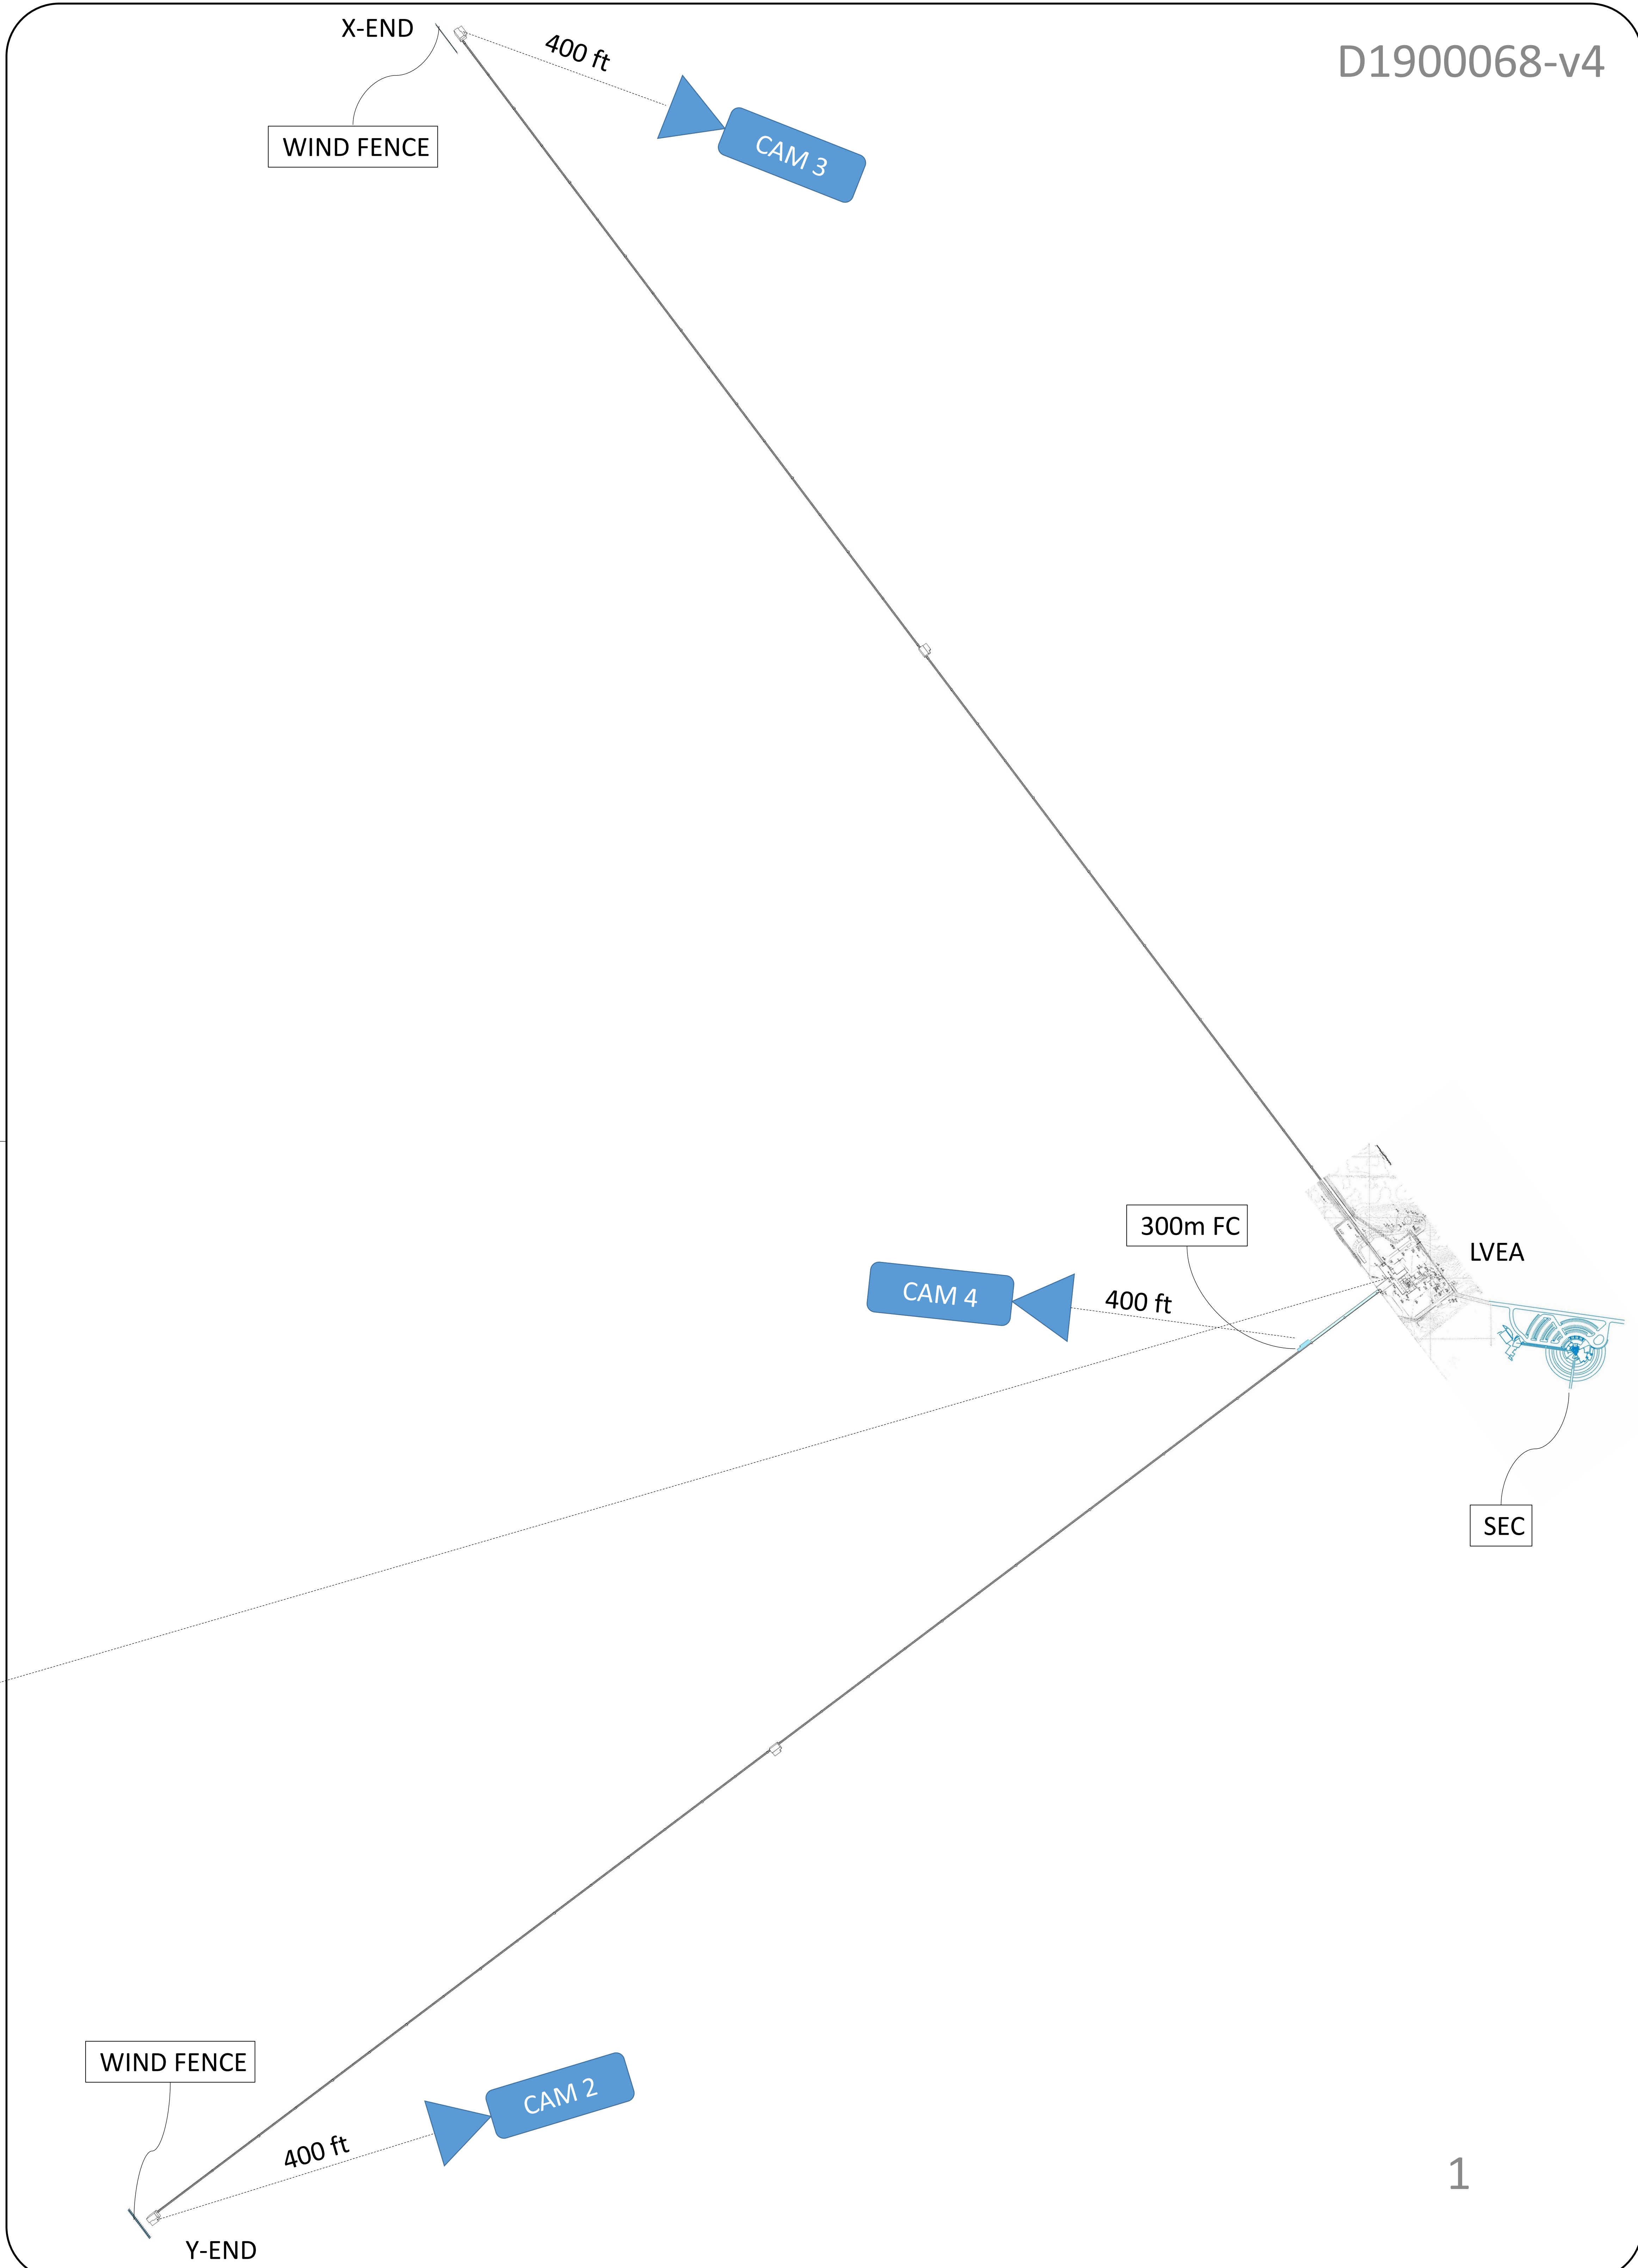 X-END
400 ft
D1900068-v4
WIND FENCE
CAM 3
300m FC
LVEA
CAM 4
400 ft
SEC
WIND FENCE
CAM 2
400 ft
1
Y-END